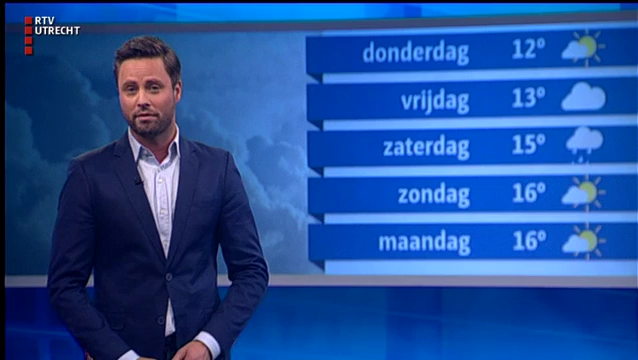 RTV
UTRECHT
donderdag 12°
vrijdag 13°
zaterdag 15°
zondag 16°
maandag 16°